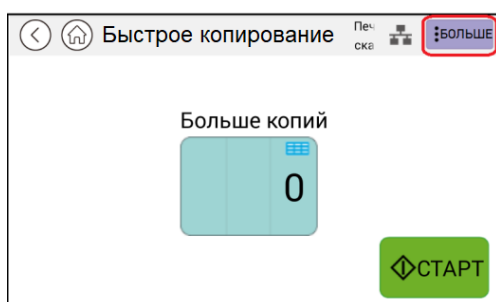 Быстрое копирование
Печ
ска
БОЛЬШЕ
Больше копий
0
СТАРТ